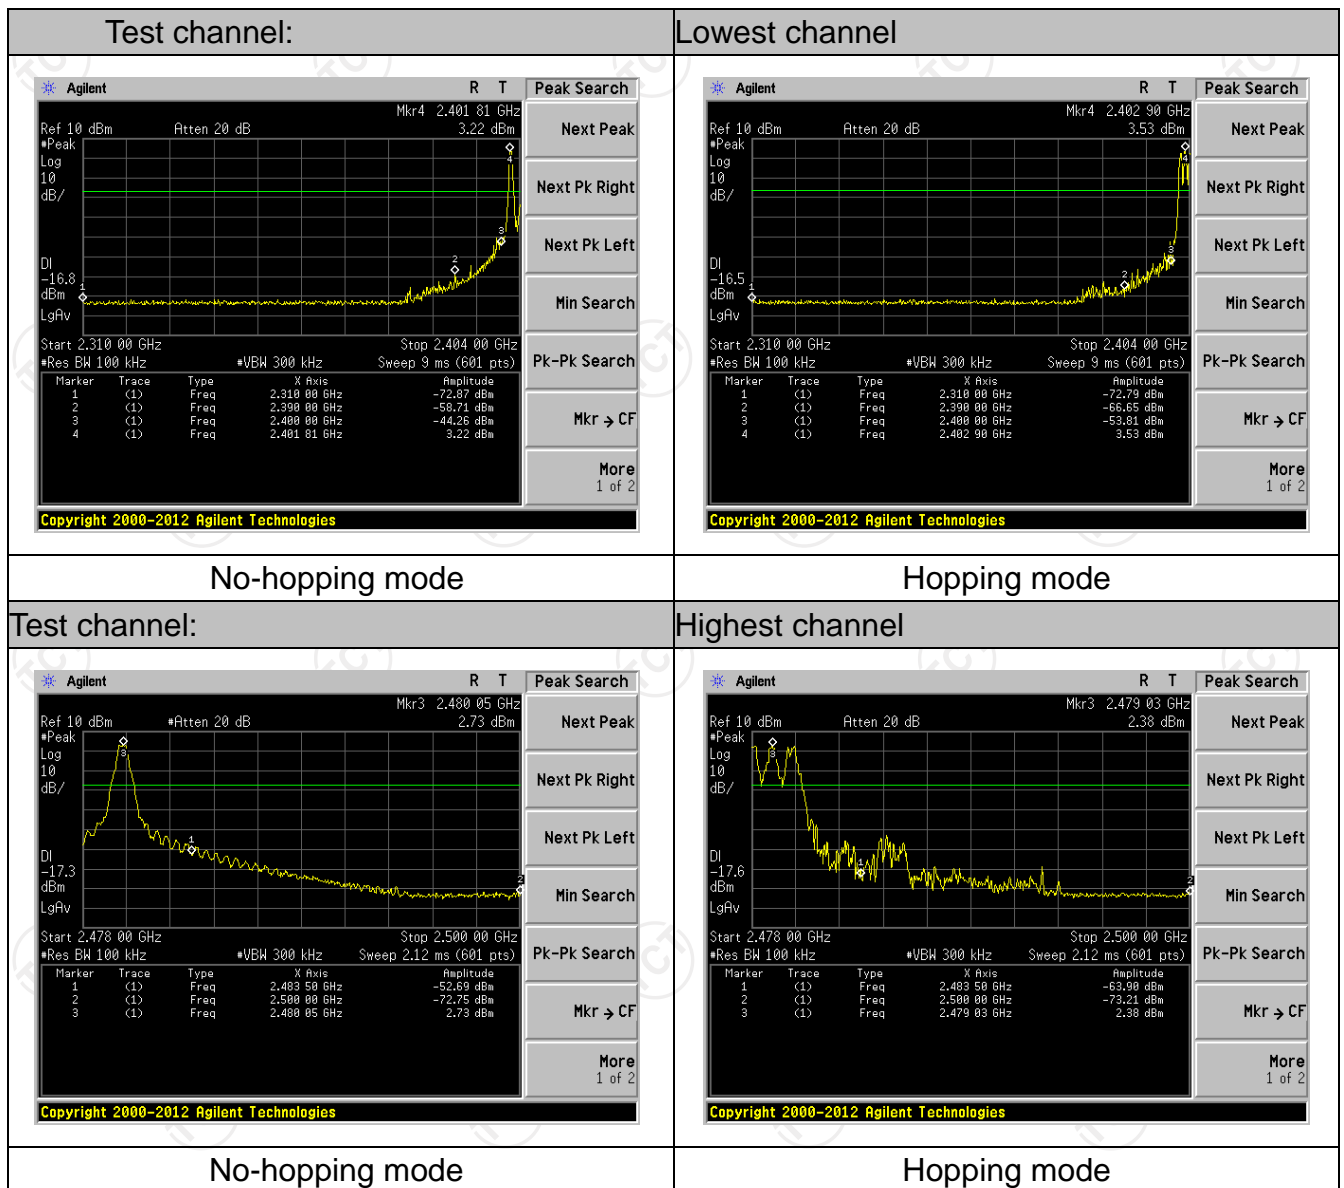 Test channel: Lowest channel
Agilent R T Peak Search
Mkr4 2.401 81 GHz
Ref 10 dBm Atten 20 dB 3.22 dBm
#Peak
Log
10
dB/
DI
-16.8
dBm
LgAv
1
2
3
4
Start 2.310 00 GHz Stop 2.404 00 GHz
#Res BW 100 kHz #VBW 300 kHz Sweep 9 ms (601 pts)
Marker Trace Type X Axis Amplitude
1 (1) Freq 2.310 00 GHz -72.87 dBm
2 (1) Freq 2.390 00 GHz -58.71 dBm
3 (1) Freq 2.400 00 GHz -44.26 dBm
4 (1) Freq 2.401 81 GHz 3.22 dBm
Next Peak
Next Pk Right
Next Pk Left
Min Search
Pk-Pk Search
Mkr → CF
More
1 of 2
Copyright 2000-2012 Agilent Technologies
Agilent R T Peak Search
Mkr4 2.402 90 GHz
Ref 10 dBm Atten 20 dB 3.53 dBm
#Peak
Log
10
dB/
DI
-16.5
dBm
LgAv
1
2
3
4
Start 2.310 00 GHz Stop 2.404 00 GHz
#Res BW 100 kHz #VBW 300 kHz Sweep 9 ms (601 pts)
Marker Trace Type X Axis Amplitude
1 (1) Freq 2.310 00 GHz -72.79 dBm
2 (1) Freq 2.390 00 GHz -66.65 dBm
3 (1) Freq 2.400 00 GHz -53.81 dBm
4 (1) Freq 2.402 90 GHz 3.53 dBm
Next Peak
Next Pk Right
Next Pk Left
Min Search
Pk-Pk Search
Mkr → CF
More
1 of 2
Copyright 2000-2012 Agilent Technologies
No-hopping mode Hopping mode
Test channel: Highest channel
Agilent R T Peak Search
Mkr3 2.480 05 GHz
Ref 10 dBm #Atten 20 dB 2.73 dBm
#Peak
Log
10
dB/
DI
-17.3
dBm
LgAv
3
1
2
Start 2.478 00 GHz Stop 2.500 00 GHz
#Res BW 100 kHz #VBW 300 kHz Sweep 2.12 ms (601 pts)
Marker Trace Type X Axis Amplitude
1 (1) Freq 2.483 50 GHz -52.69 dBm
2 (1) Freq 2.500 00 GHz -72.75 dBm
3 (1) Freq 2.480 05 GHz 2.73 dBm
Next Peak
Next Pk Right
Next Pk Left
Min Search
Pk-Pk Search
Mkr → CF
More
1 of 2
Copyright 2000-2012 Agilent Technologies
Agilent R T Peak Search
Mkr3 2.479 03 GHz
Ref 10 dBm Atten 20 dB 2.38 dBm
#Peak
Log
10
dB/
DI
-17.6
dBm
LgAv
3
1
2
Start 2.478 00 GHz Stop 2.500 00 GHz
#Res BW 100 kHz #VBW 300 kHz Sweep 2.12 ms (601 pts)
Marker Trace Type X Axis Amplitude
1 (1) Freq 2.483 50 GHz -63.90 dBm
2 (1) Freq 2.500 00 GHz -73.21 dBm
3 (1) Freq 2.479 03 GHz 2.38 dBm
Next Peak
Next Pk Right
Next Pk Left
Min Search
Pk-Pk Search
Mkr → CF
More
1 of 2
Copyright 2000-2012 Agilent Technologies
No-hopping mode Hopping mode